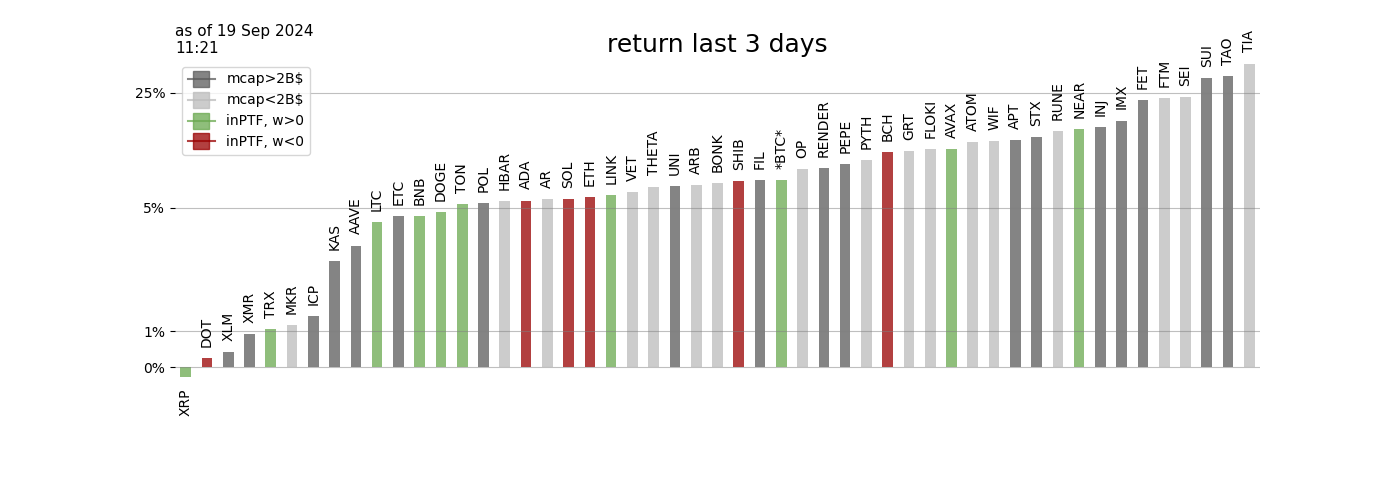 as of 19 Sep 2024
11:21
return last 3 days
mcap>2B$
mcap<2B$
inPTF, w>0
inPTF, w<0
25%
5%
1%
0%
XRP
DOT
XLM
XMR
TRX
MKR
ICP
KAS
AAVE
LTC
ETC
BNB
DOGE
TON
POL
HBAR
ADA
AR
SOL
ETH
LINK
VET
THETA
UNI
ARB
BONK
SHIB
FIL
*BTC*
OP
RENDER
PEPE
PYTH
BCH
GRT
FLOKI
AVAX
ATOM
WIF
APT
STX
RUNE
NEAR
INJ
IMX
FET
FTM
SEI
SUI
TAO
TIA